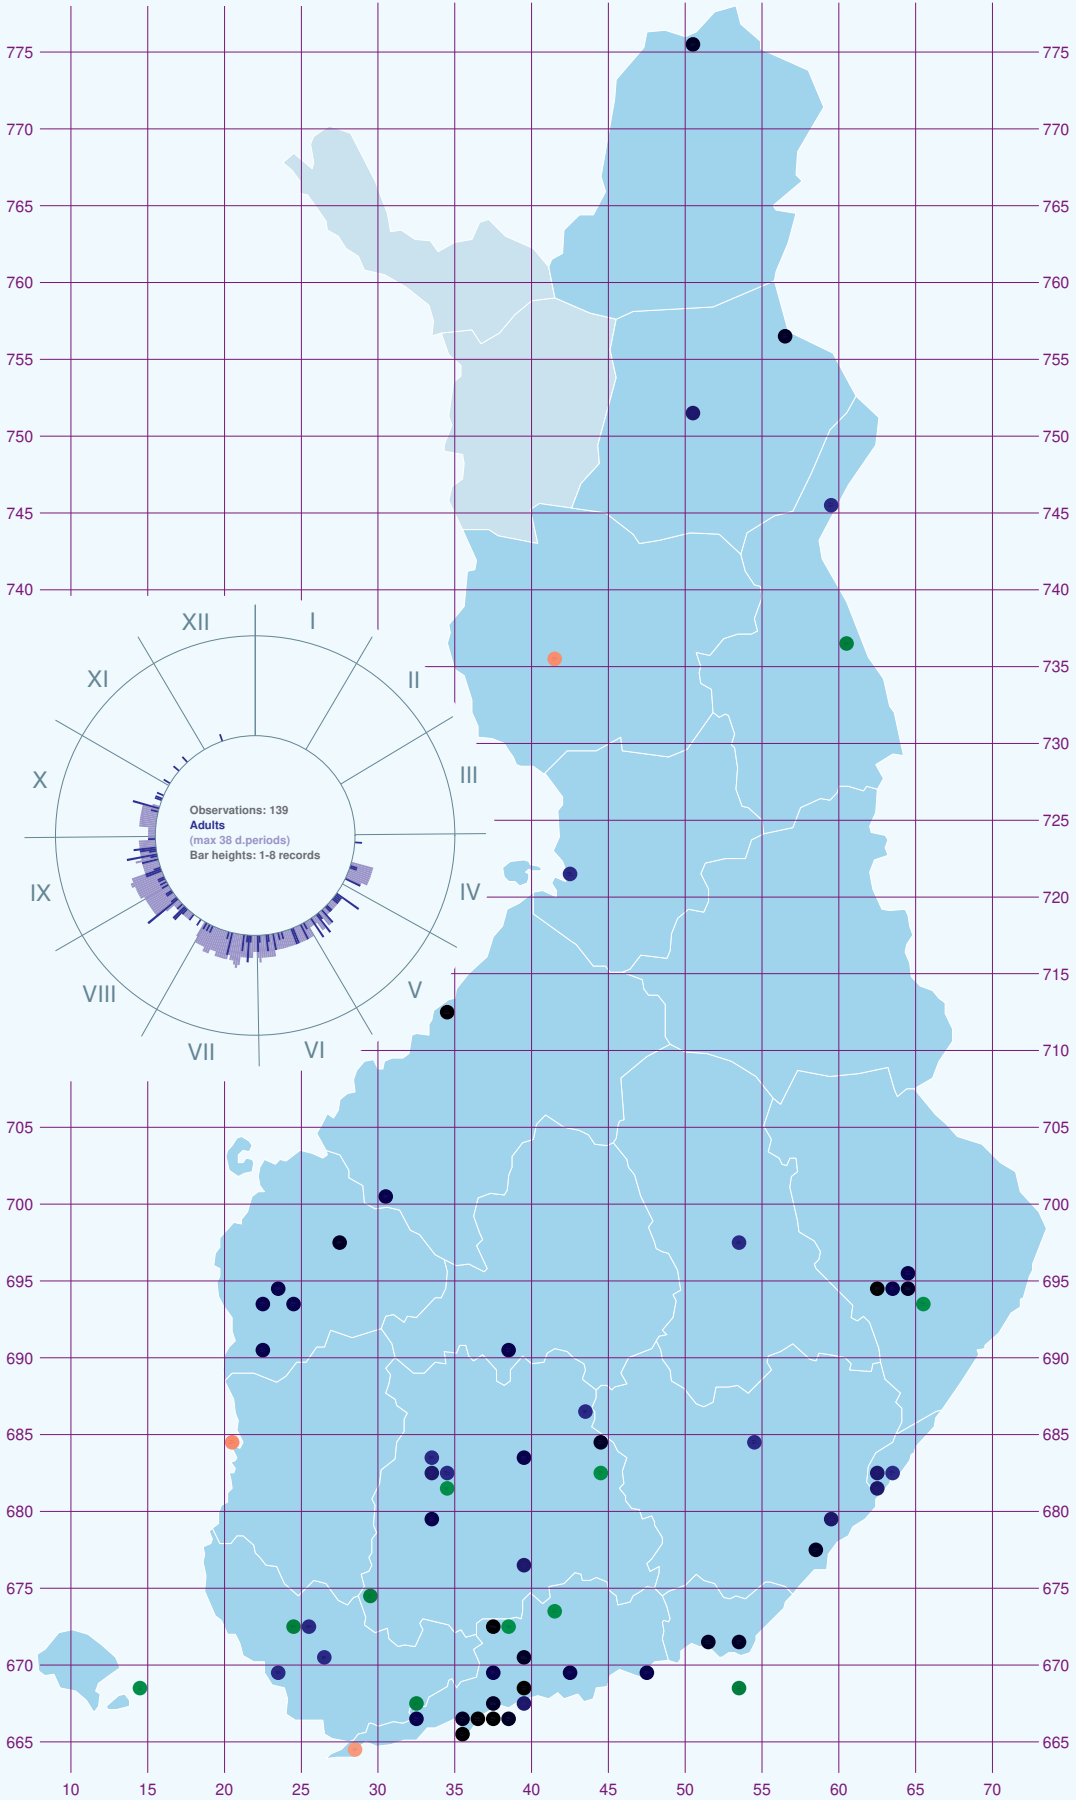 775 775
770 770
765 765
760 760
755 755
750 750
745 745
740 740
XII I
XI II
735
X III
730
Observations: 139
Adults
(max 38 d.periods)
Bar heights: 1-8 records
725
IX IV
720
VIII V
715
VII VI
710
705 705
700 700
695 695
690 690
685 685
680 680
675 675
670 670
665 665
10 15 20 25 30 35 40 45 50 55 60 65 70